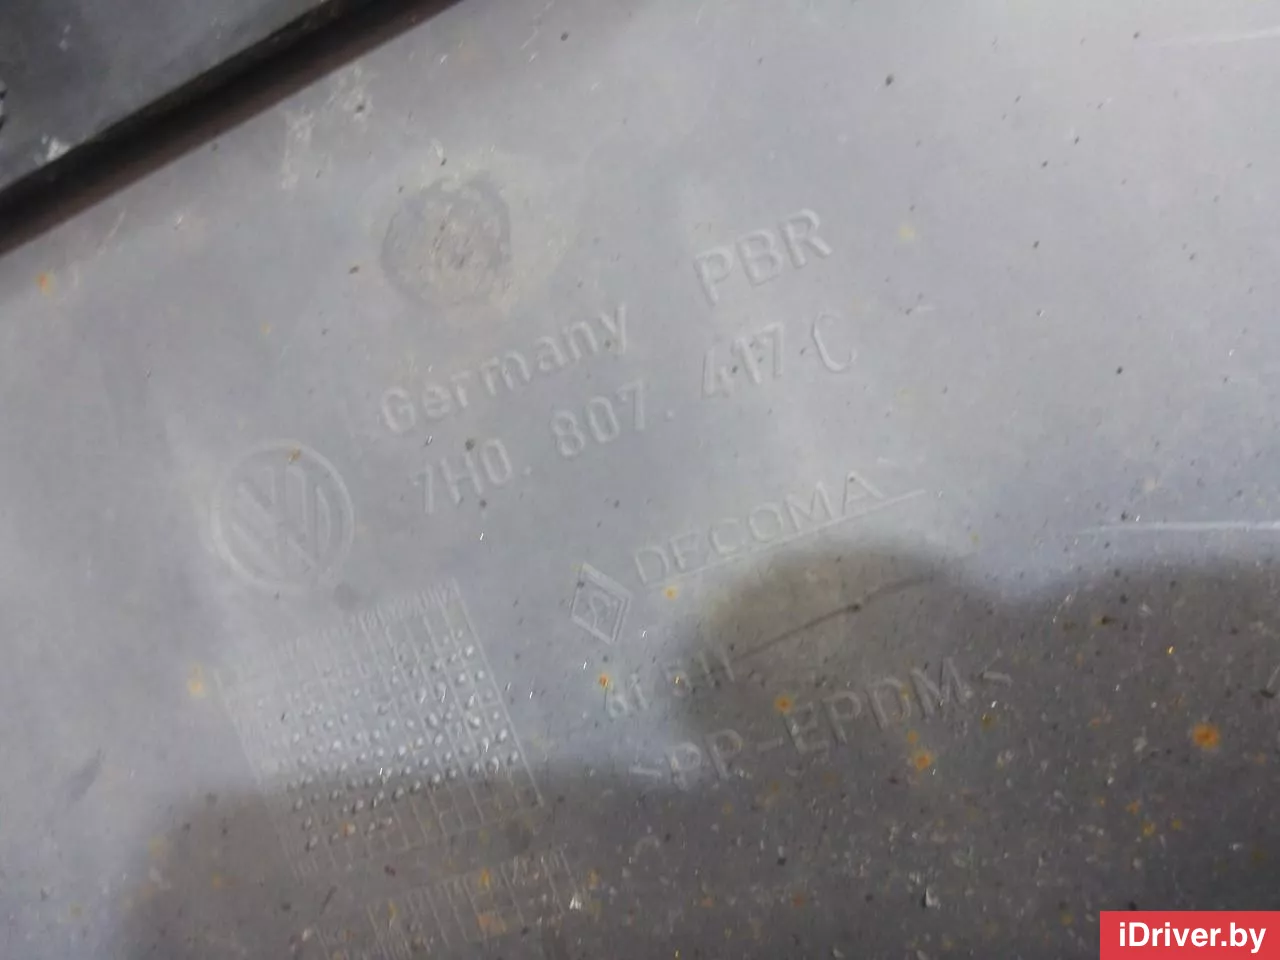 PBR
Germany
7H0. 807. 417.C
DECOMA
>PP-EPDM<
iDriver.by